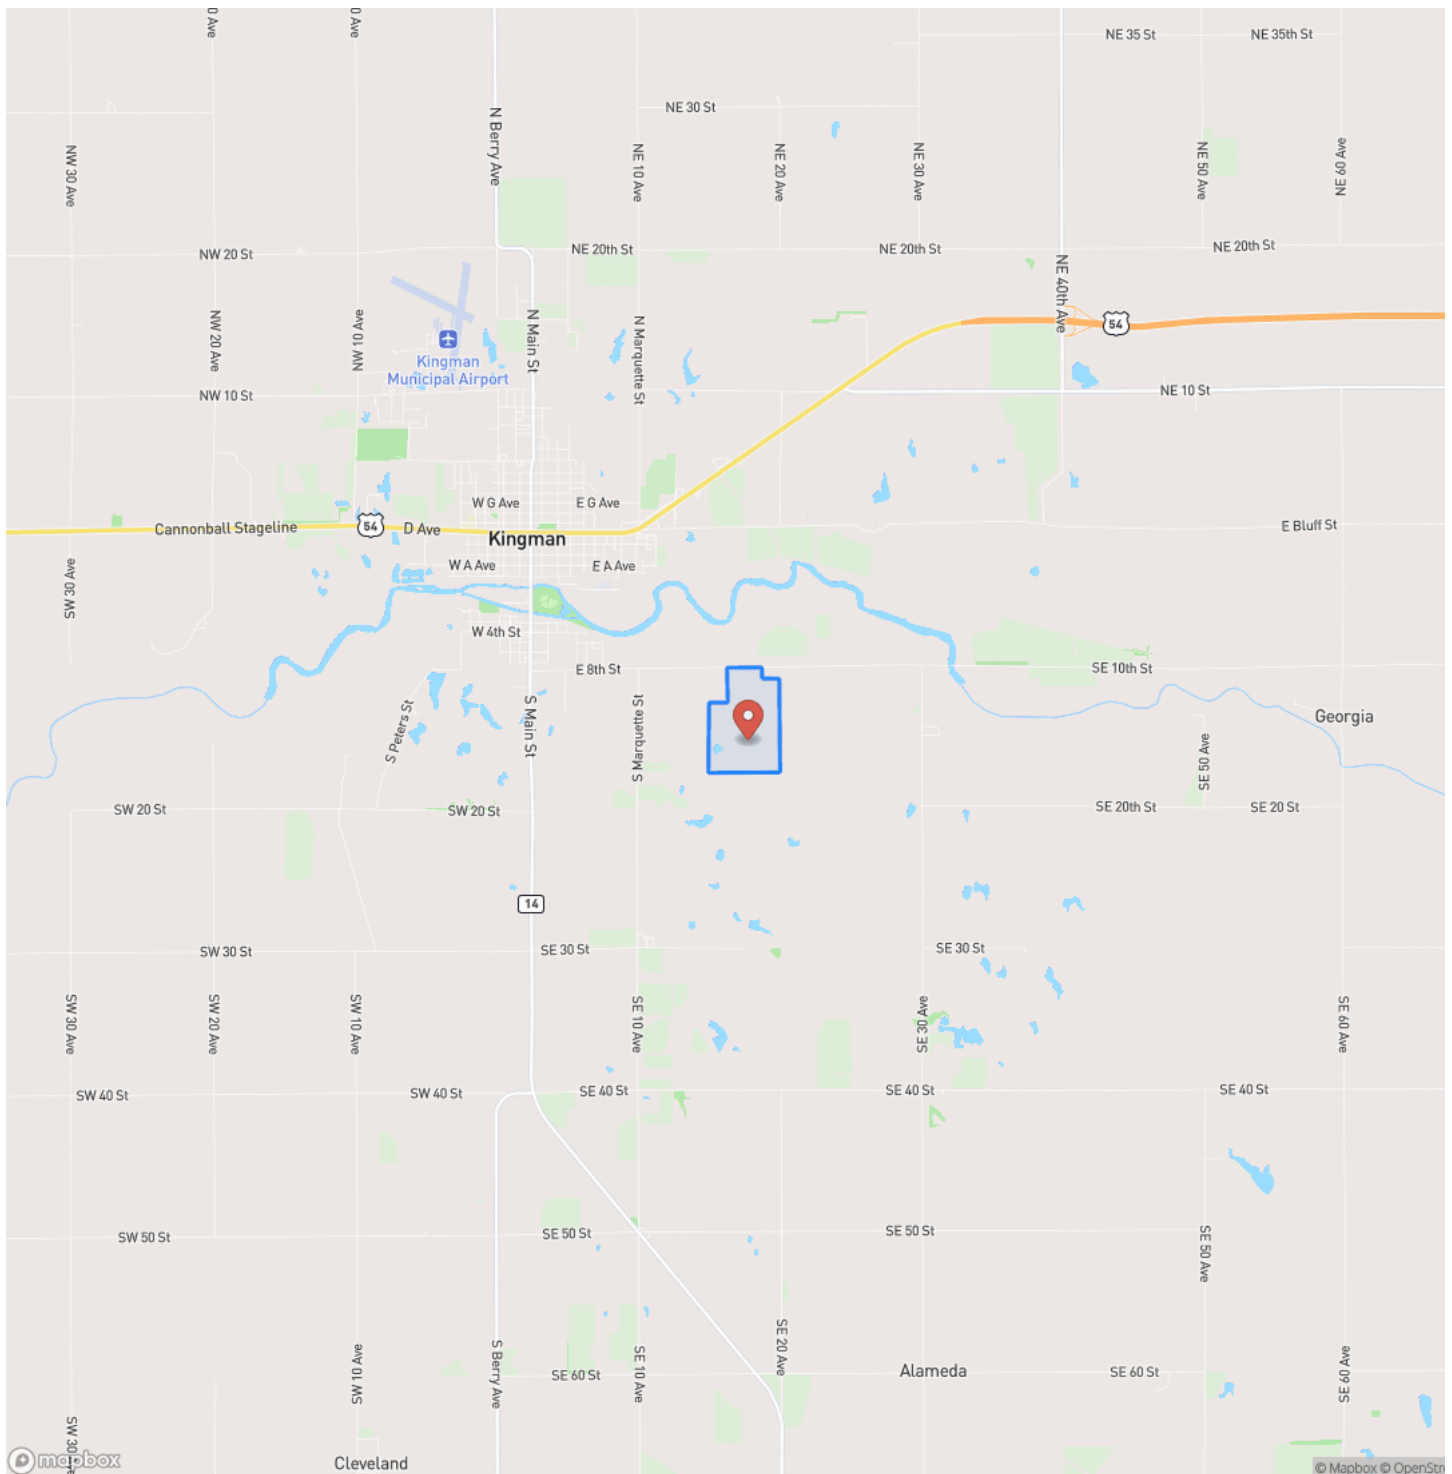 0 Ave
0 Ave
NE 35 St
NE 35th St
NE 30 St
N Berry Ave
NW 30 Ave
NE 10 Ave
NE 20 Ave
NE 30 Ave
NE 50 Ave
NE 60 Ave
NW 20 St
NE 20th St
NE 20th St
NE 20th St
NE 40th Ave
NW 20 Ave
NW 10 Ave
N Main St
N Marquette St
54
Kingman
Municipal Airport
NW 10 St
NE 10 St
W G Ave
E G Ave
Cannonball Stageline
54
D Ave
Kingman
E Bluff St
W A Ave
E A Ave
SW 30 Ave
W 4th St
E 8th St
SE 10th St
S Peters St
S Main St
S Marquette St
Georgia
SE 50 Ave
SW 20 St
SW 20 St
SE 20th St
SE 20 St
14
SW 30 St
SE 30 St
SE 30 St
SW 30 Ave
SW 20 Ave
SW 10 Ave
SE 10 Ave
SE 30 Ave
SE 60 Ave
SW 40 St
SW 40 St
SE 40 St
SE 40 St
SE 40 St
SW 50 St
SE 50 St
SE 50 St
SE 50 Ave
SW 10 Ave
S Berry Ave
SE 10 Ave
SE 20 Ave
SE 60 Ave
SE 60 St
Alameda
SE 60 St
SW 30
Cleveland
mapbox
© Mapbox © OpenStre